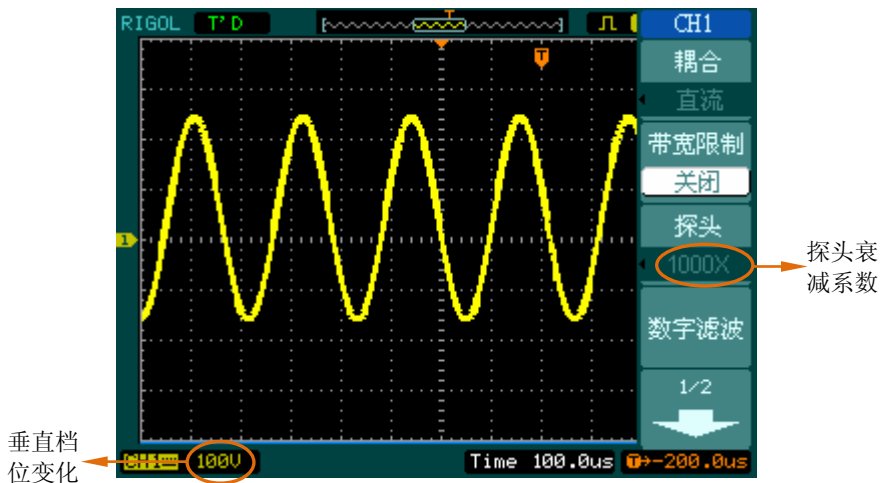 RIGOL T'D T CH1
耦合
T
直流
带宽限制
关闭
探头
1
1000X
探头衰
减系数
数字滤波
1/2
垂直档
位变化
CH1 100V Time 100.0us T→-200.0us